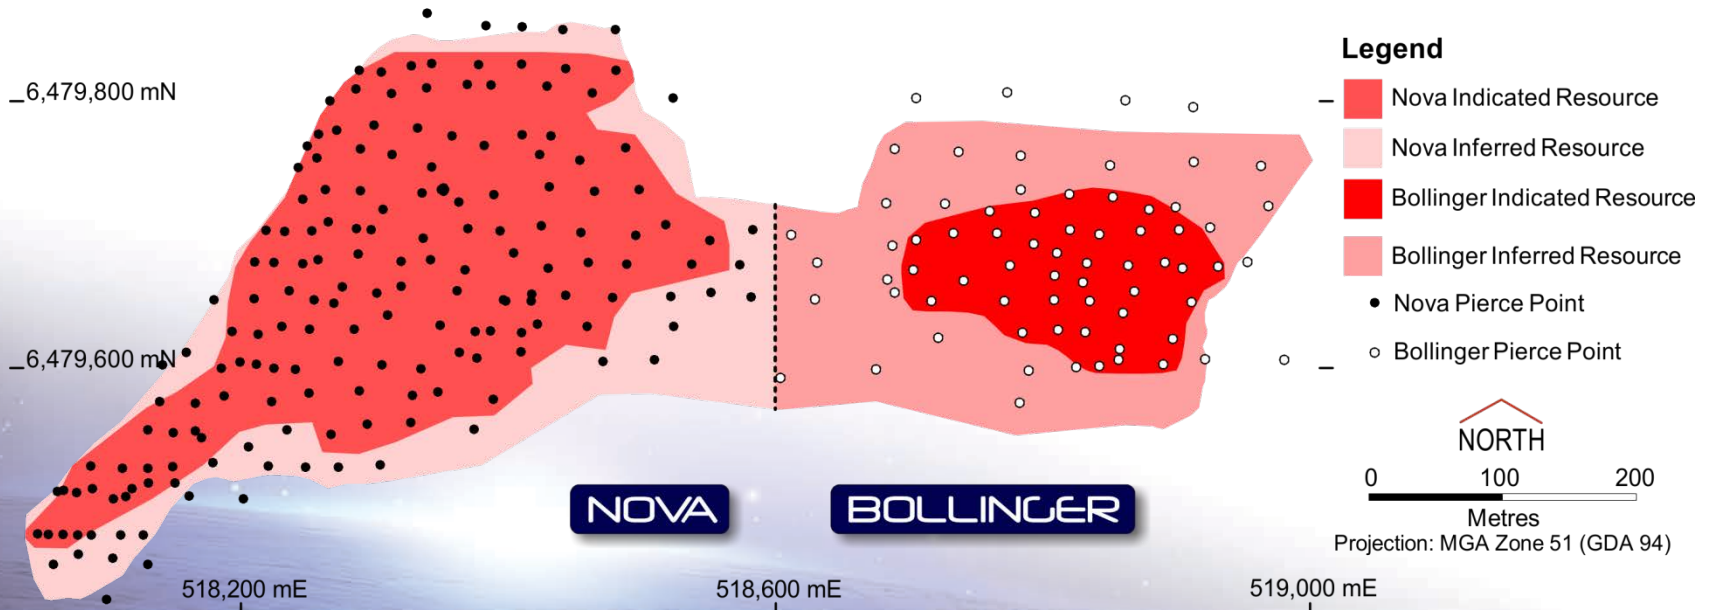 Legend
Nova Indicated Resource
Nova Inferred Resource
Bollinger Indicated Resource
Bollinger Inferred Resource
Nova Pierce Point
Bollinger Pierce Point
6,479,800 mN
6,479,600 mN
NORTH
0 100 200
Metres
Projection: MGA Zone 51 (GDA 94)
NOVA BOLLINGER
518,200 mE 518,600 mE 519,000 mE